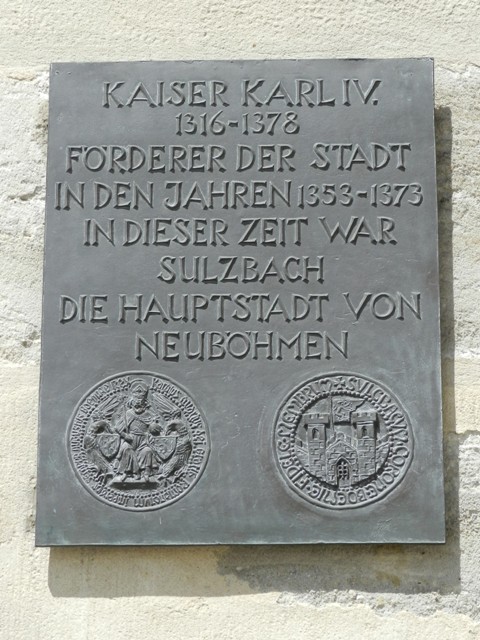 KAISER KARL IV.
1316-1378
FÖRDERER DER STADT
IN DEN JAHREN 1353-1373
IN DIESER ZEIT WAR
SULZBACH
DIE HAUPTSTADT VON
NEUBÖHMEN